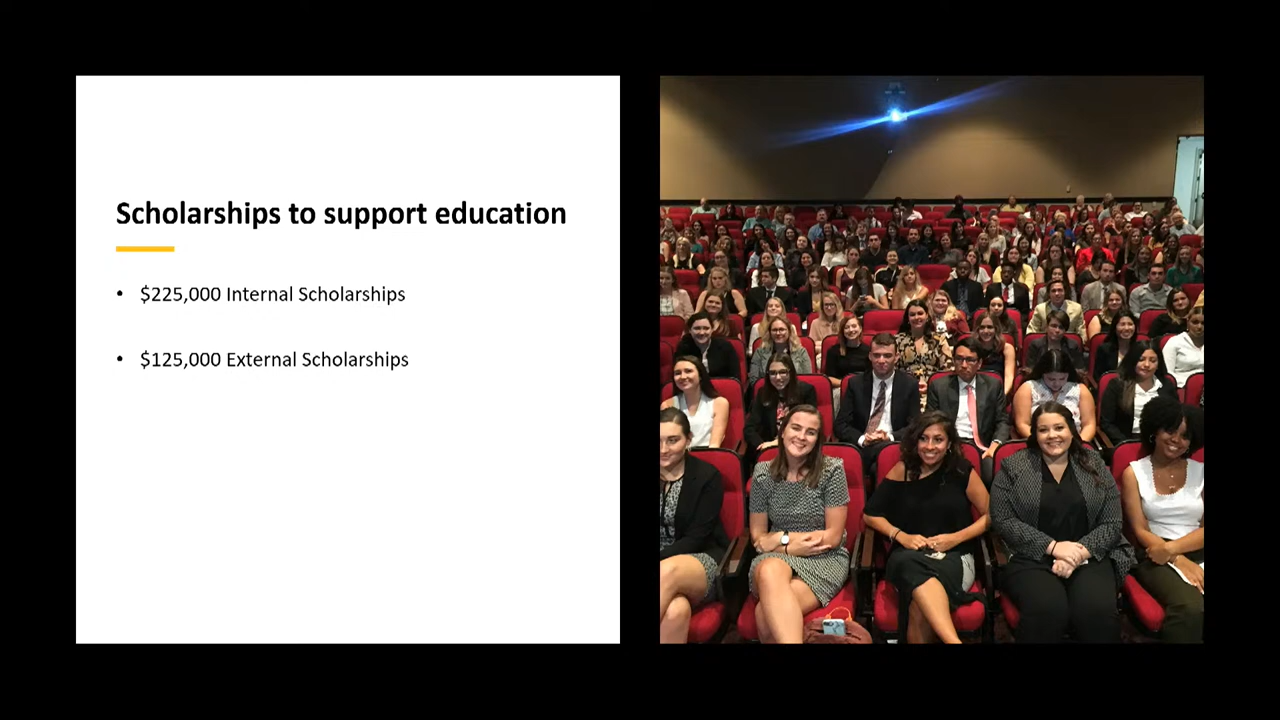 Scholarships to support education
• $225,000 Internal Scholarships
• $125,000 External Scholarships